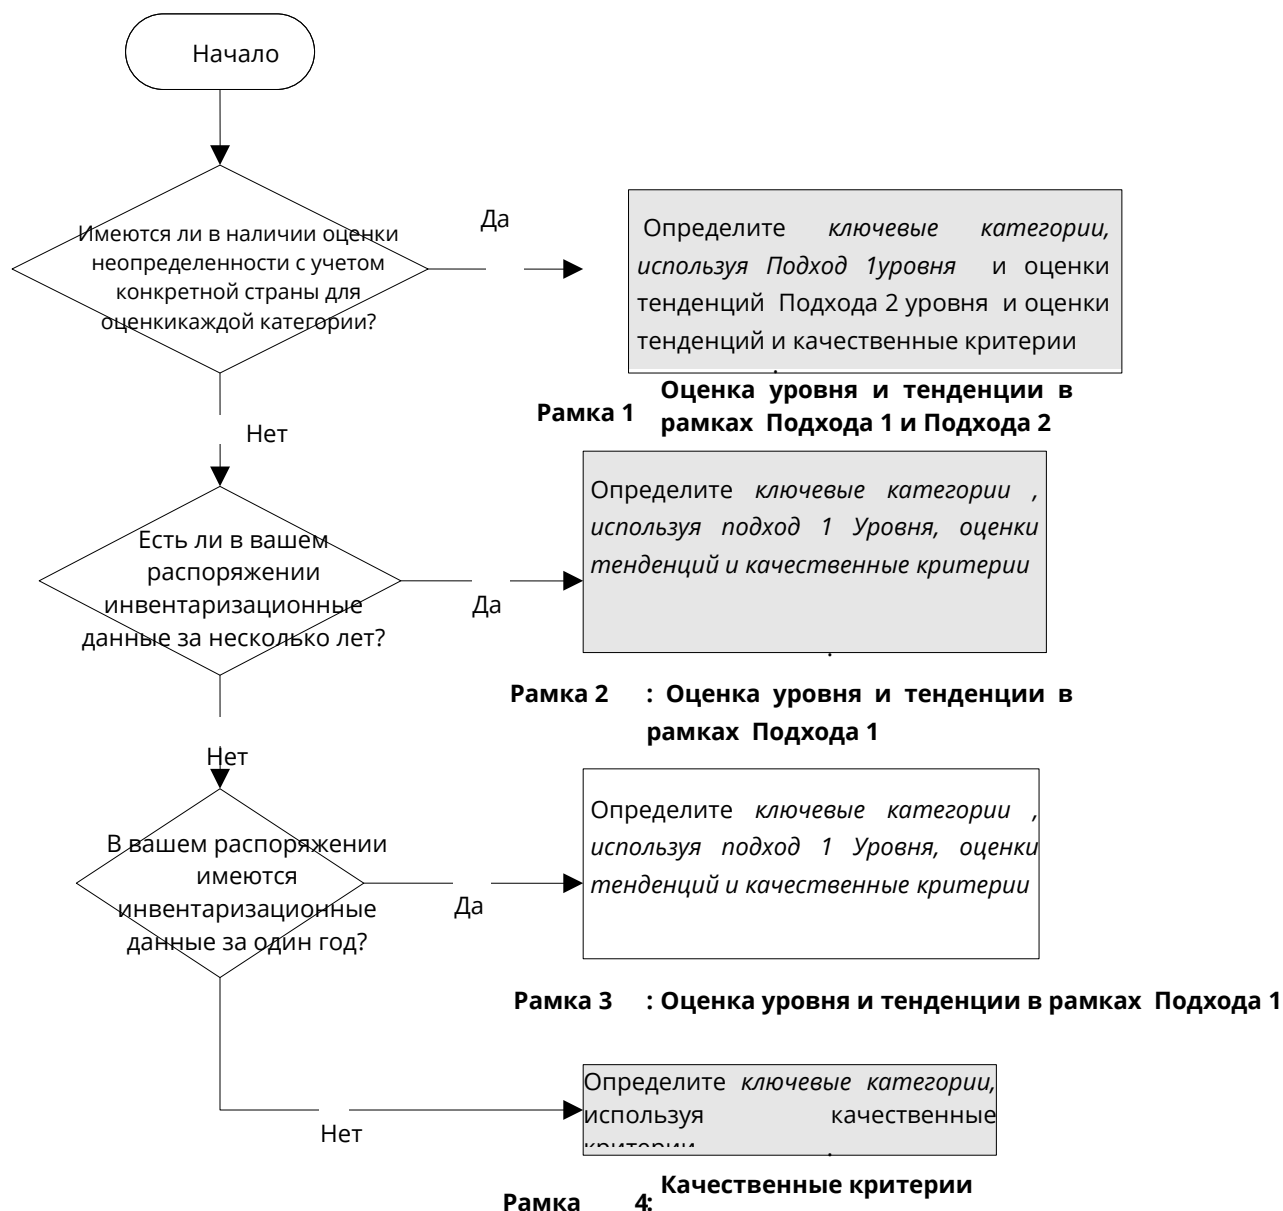 Начало
Имеются ли в наличии оценки
неопределенности с учетом
конкретной страны для
оценкикаждой категории?
Да
Определите ключевые категории,
используя Подход 1уровня и оценки
тенденций Подхода 2 уровня и оценки
тенденций и качественные критерии
.
Рамка 1
Оценка уровня и тенденции в
рамках Подхода 1 и Подхода 2
Нет
Есть ли в вашем
распоряжении
инвентаризационные
данные за несколько лет?
Да
Определите ключевые категории ,
используя подход 1 Уровня, оценки
тенденций и качественные критерии
.
Рамка 2 : Оценка уровня и тенденции в
рамках Подхода 1
Нет
В вашем распоряжении
имеются
инвентаризационные
данные за один год?
Да
Определите ключевые категории ,
используя подход 1 Уровня, оценки
тенденций и качественные критерии
Рамка 3 : Оценка уровня и тенденции в рамках Подхода 1
Нет
Определите ключевые категории,
используя качественные
критерии
.
Качественные критерии
Рамка 4: